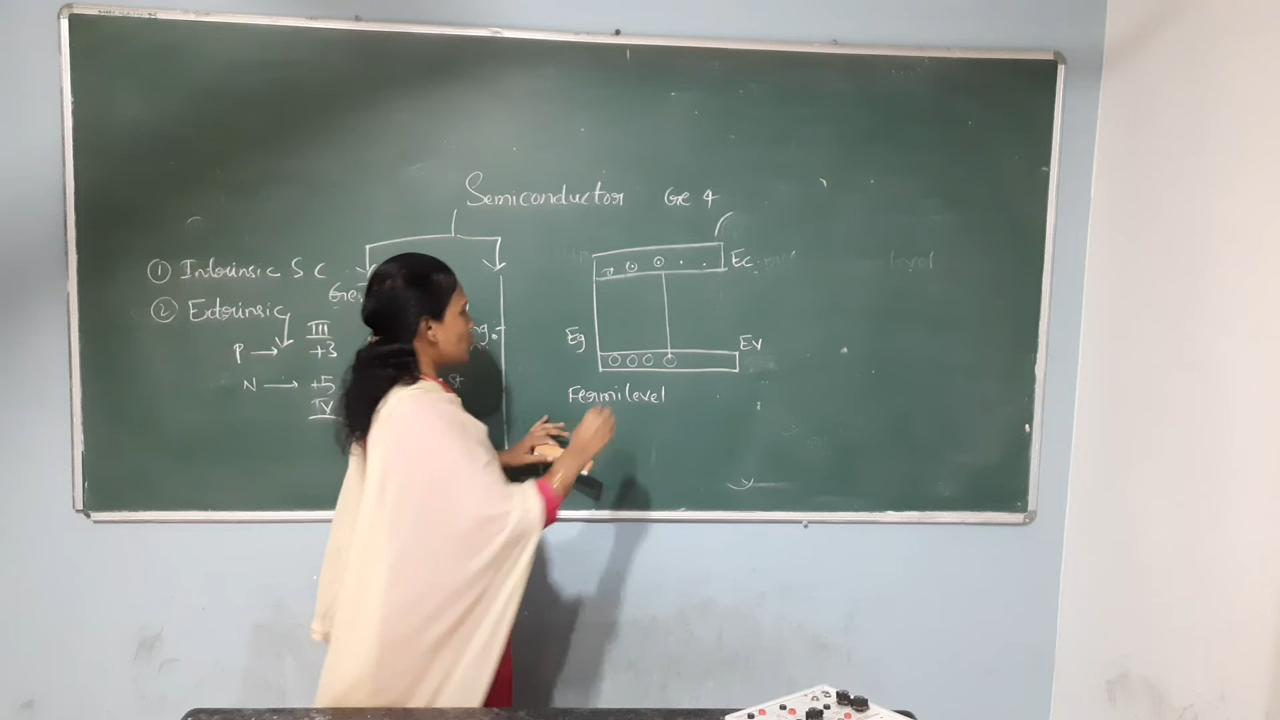 Semiconductor Ge 4
① Intrinsic S C
Ge
② Extrinsic
III
P → +3
N → +5
IV
Ec
Eg
Ev
Fermi level
level